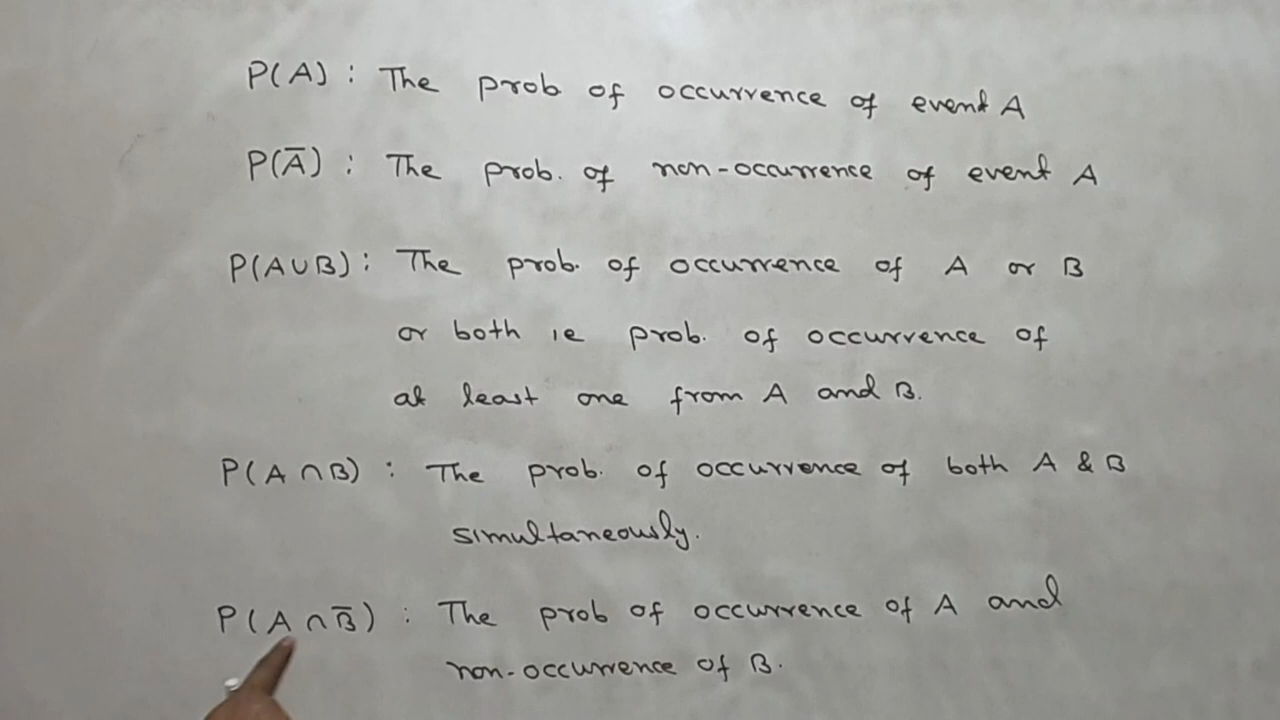 P(A) : The prob of occurrence of event A
P(A̅) : The prob. of non-occurrence of event A
P(A∪B) : The prob. of occurrence of A or B
or both ie prob. of occurrence of
at least one from A and B.
P(A∩B) : The prob. of occurrence of both A & B
simultaneously.
P(A∩B̅) : The prob of occurrence of A and
non-occurrence of B.